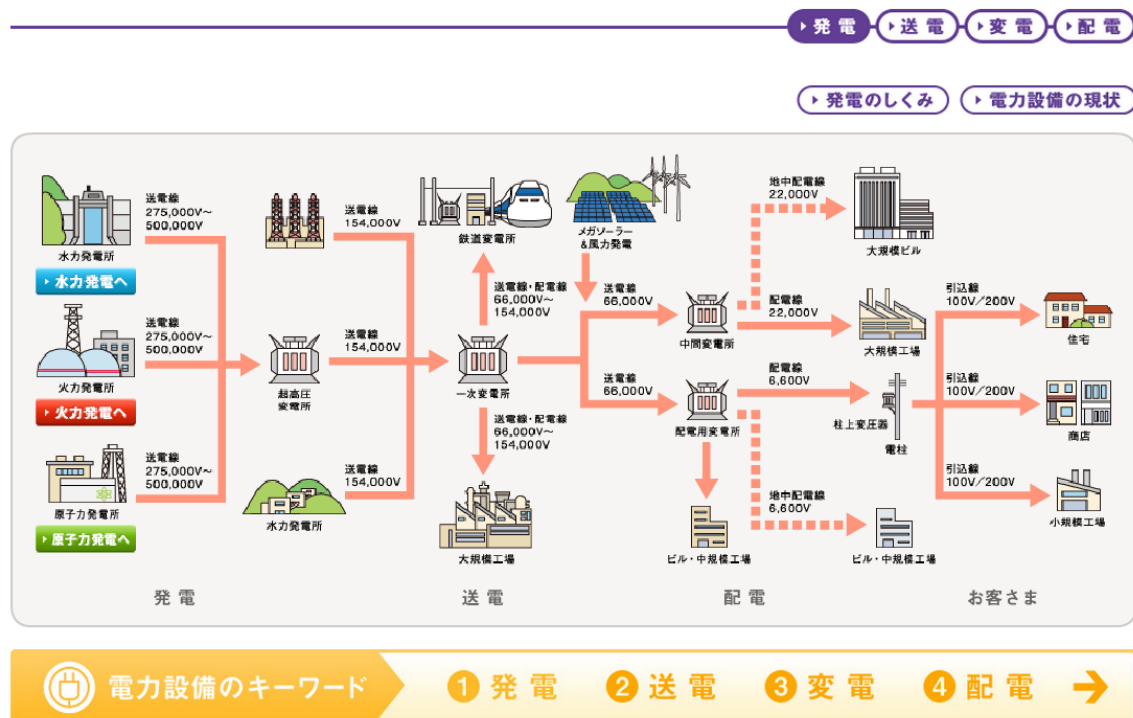 発電
送電
変電
配電
発電のしくみ
電力設備の現状
送電線
275,000V～
500,000V
水力発電所
水力発電へ
送電線
275,000V～
500,000V
火力発電所
火力発電へ
送電線
275,000V～
500,000V
原子力発電所
原子力発電へ
送電線
154,000V
超高圧
変電所
送電線
154,000V
水力発電所
送電線
154,000V
鉄道変電所
送電線・配電線
66,000V～
154,000V
一次変電所
送電線・配電線
66,000V～
154,000V
大規模工場
メガソーラー
＆風力発電
送電線
66,000V
中間変電所
送電線
66,000V
配電用変電所
ビル・中規模工場
地中配電線
22,000V
大規模ビル
配電線
22,000V
大規模工場
配電線
6,600V
柱上変圧器
電柱
地中配電線
6,600V
ビル・中規模工場
引込線
100V／200V
住宅
引込線
100V／200V
商店
引込線
100V／200V
小規模工場
発電
送電
配電
お客さま
電力設備のキーワード
1 発電
2 送電
3 変電
4 配電